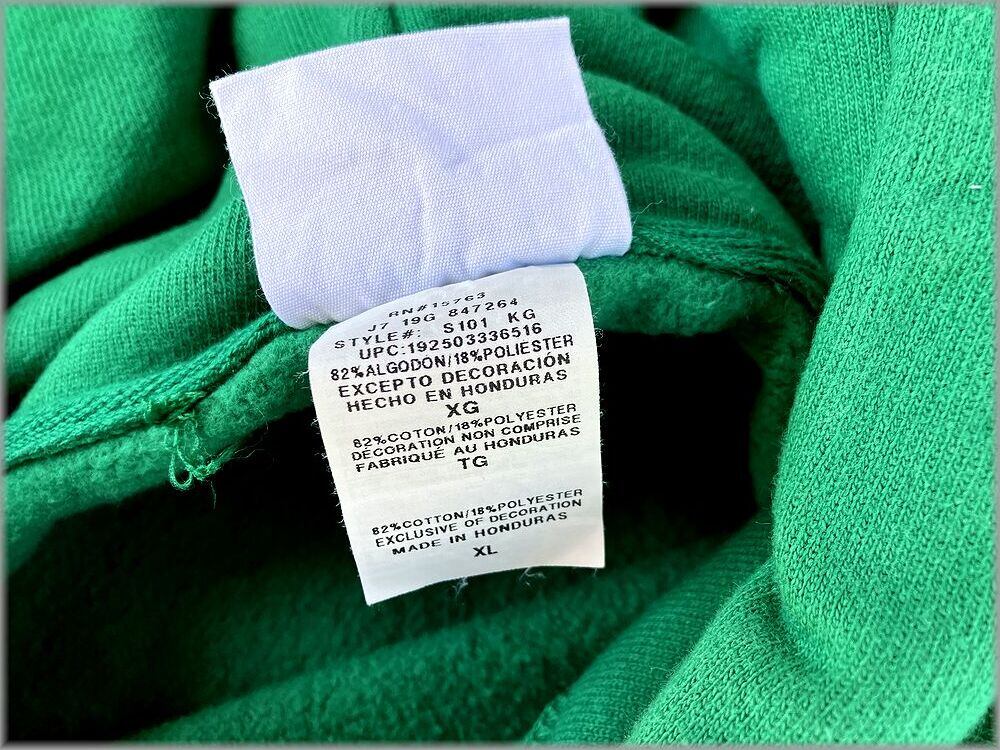 RN#15763
J7 19G 847264
STYLE#: S101 KG
UPC:192503336516
82%ALGODÓN/18%POLIESTER
EXCEPTO DECORACIÓN
HECHO EN HONDURAS
XG
82%COTON/18%POLYESTER
DÉCORATION NON COMPRISE
FABRIQUÉ AU HONDURAS
TG
82%COTTON/18%POLYESTER
EXCLUSIVE OF DECORATION
MADE IN HONDURAS
XL